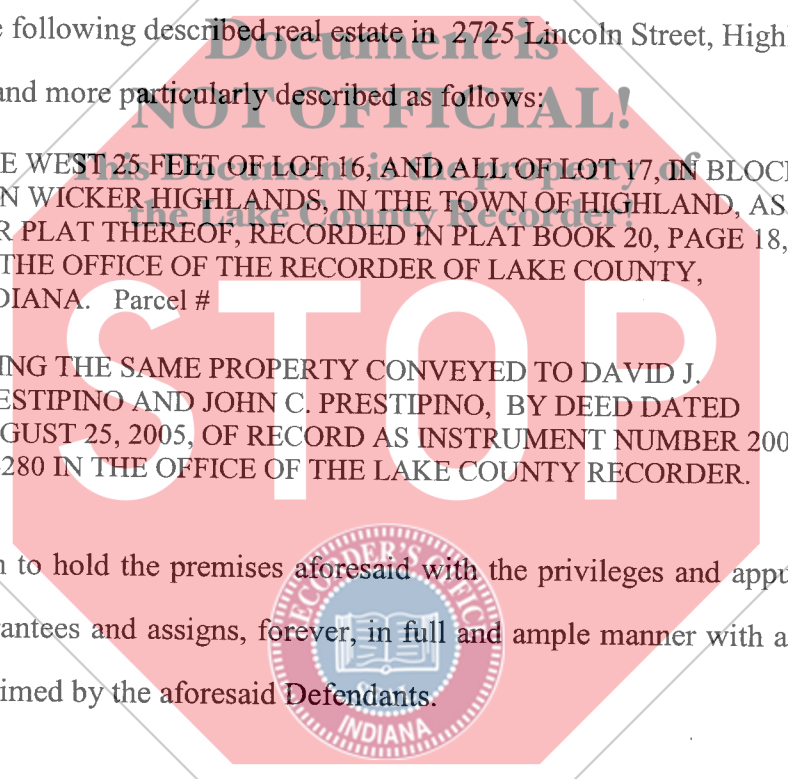 e following described real estate in 2725 Lincoln Street, High
Document is
and more particularly described as follows:
NOT OFFICIAL!
E WEST 25 FEET OF LOT 16, AND ALL OF LOT 17, IN BLOC
This Document is the property of
N WICKER HIGHLANDS, IN THE TOWN OF HIGHLAND, AS
the Lake County Recorder!
R PLAT THEREOF, RECORDED IN PLAT BOOK 20, PAGE 18,
THE OFFICE OF THE RECORDER OF LAKE COUNTY,
DIANA. Parcel #
STOP
ING THE SAME PROPERTY CONVEYED TO DAVID J.
ESTIPINO AND JOHN C. PRESTIPINO, BY DEED DATED
GUST 25, 2005, OF RECORD AS INSTRUMENT NUMBER 200
280 IN THE OFFICE OF THE LAKE COUNTY RECORDER.
n to hold the premises aforesaid with the privileges and appu
RECORDER'S OFFICE
rantees and assigns, forever, in full and ample manner with a
imed by the aforesaid Defendants.
INDIANA